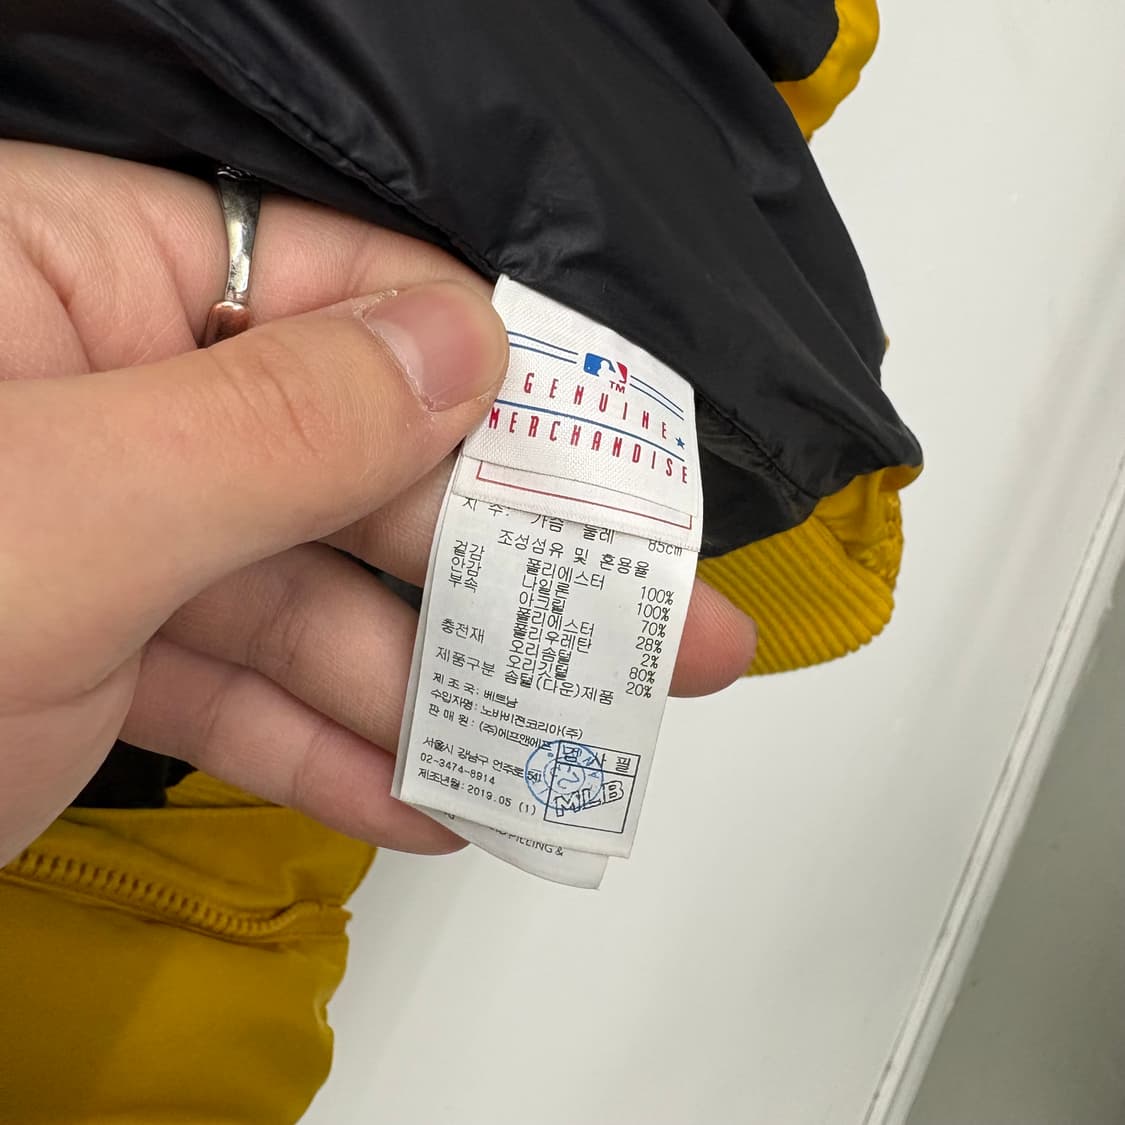 TM
GENUINE
MERCHANDISE
치 수: 가슴 둘레 85cm
조성섬유 및 혼용율
겉감 폴리에스터 100%
안감 나일론 100%
부속 아크릴 70%
폴리에스터 28%
폴리우레탄 2%
충전재 오리솜털 80%
오리깃털 20%
제품구분 솜털(다운)제품
제 조 국: 베트남
수입자명: 노바비젼코리아(주)
판 매 원: (주)에프앤에프
서울시 강남구 언주로 541
02-3474-8914
제조년월: 2019.05 (1)
검 사 필
MLB
PILLING &